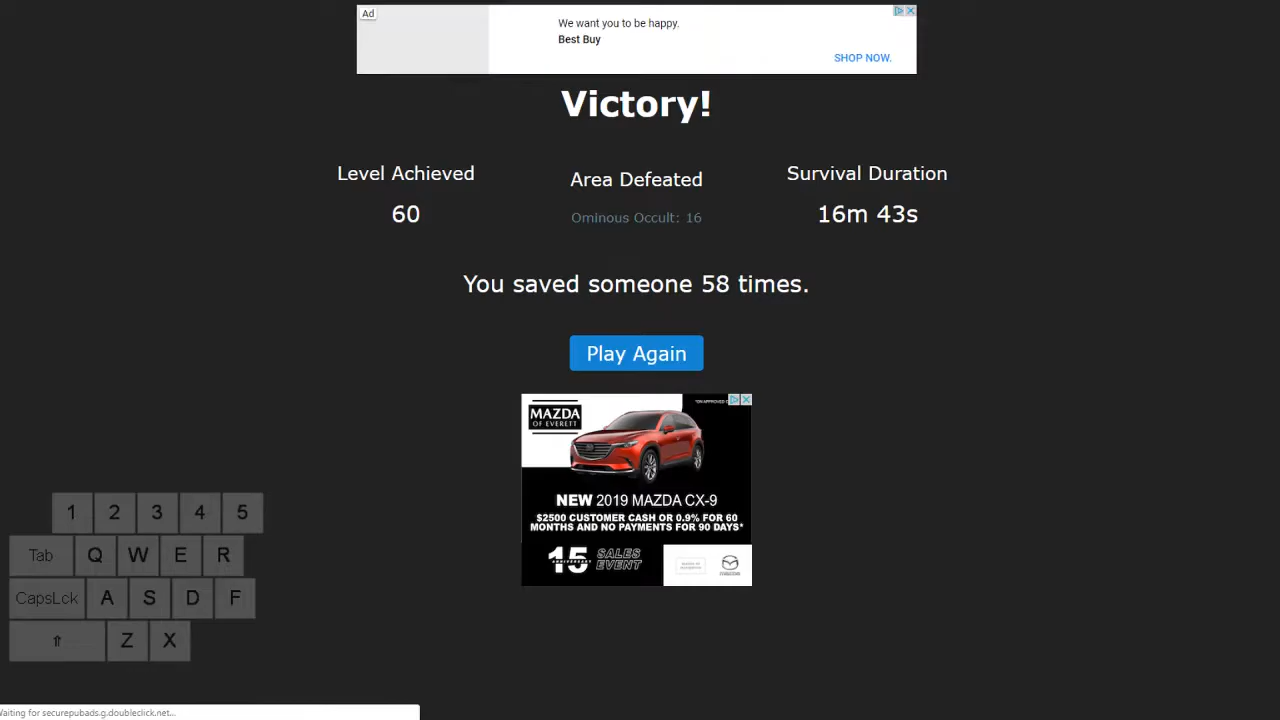 Ad
We want you to be happy.
Best Buy
SHOP NOW.
Victory!
Level Achieved
60
Area Defeated
Ominous Occult: 16
Survival Duration
16m 43s
You saved someone 58 times.
Play Again
MAZDA
OF EVERETT
*ON APPROVED C
NEW 2019 MAZDA CX-9
$2500 CUSTOMER CASH OR 0.9% FOR 60
MONTHS AND NO PAYMENTS FOR 90 DAYS*
15
ANNIVERSARY
SALES
EVENT
1 2 3 4 5
Tab Q W E R
CapsLck A S D F
⇑ Z X
Waiting for securepubads.g.doubleclick.net...